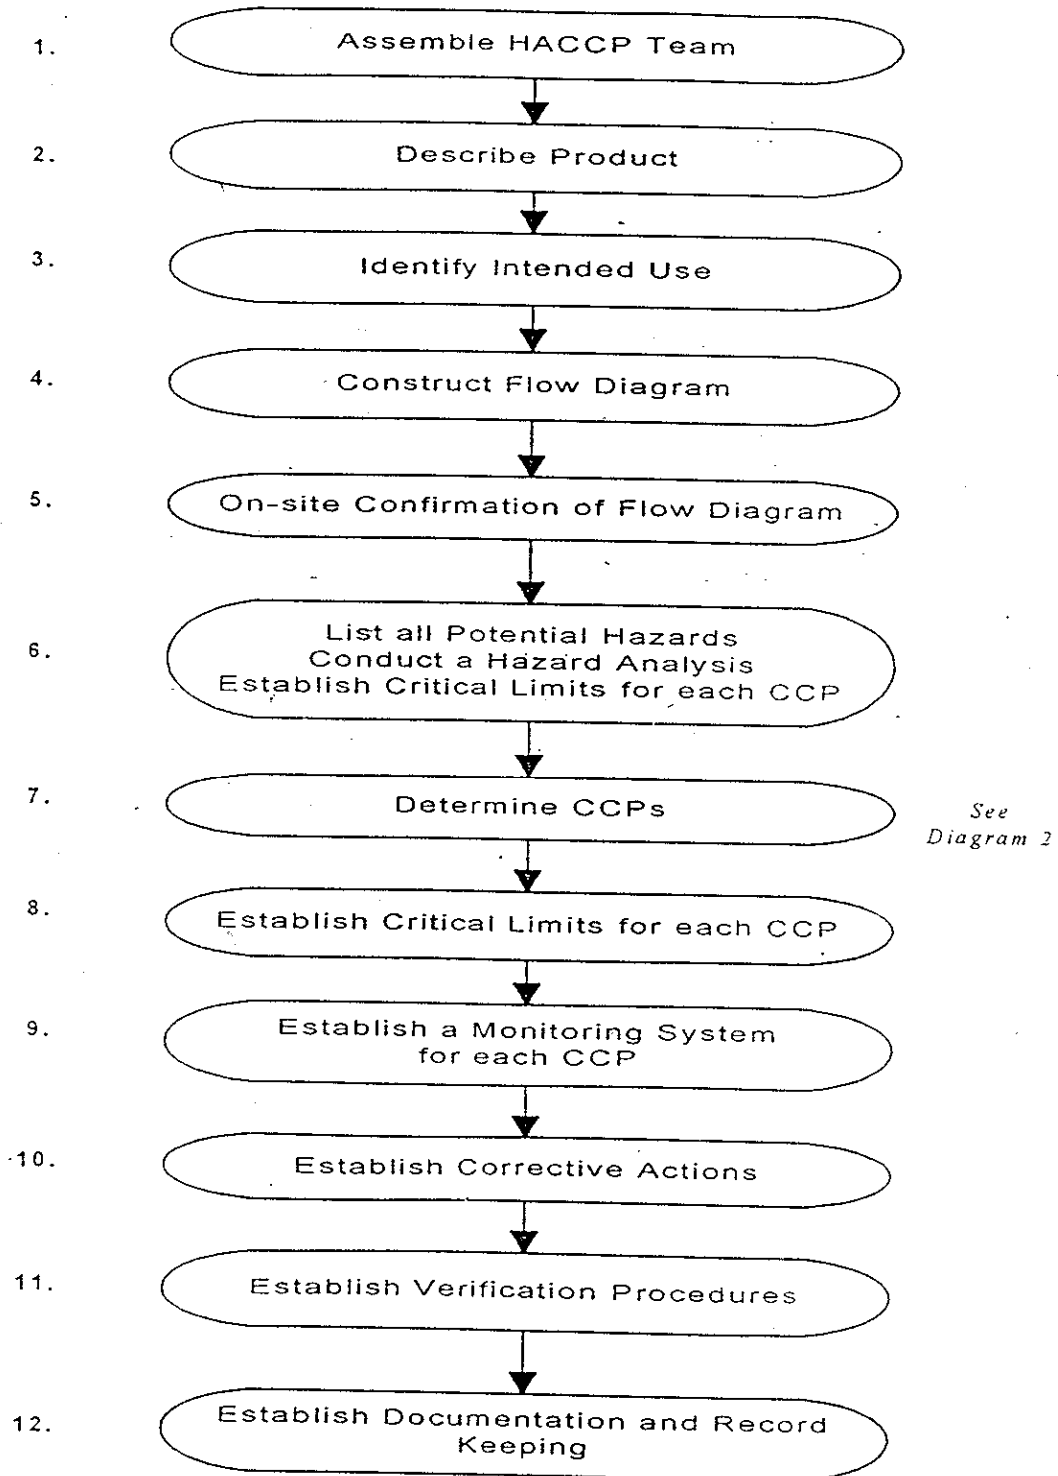 1. Assemble HACCP Team
2. Describe Product
3. Identify Intended Use
4. Construct Flow Diagram
5. On-site Confirmation of Flow Diagram
6. List all Potential Hazards
Conduct a Hazard Analysis
Establish Critical Limits for each CCP
7. Determine CCPs
See
Diagram 2
8. Establish Critical Limits for each CCP
9. Establish a Monitoring System
for each CCP
10. Establish Corrective Actions
11. Establish Verification Procedures
12. Establish Documentation and Record
Keeping